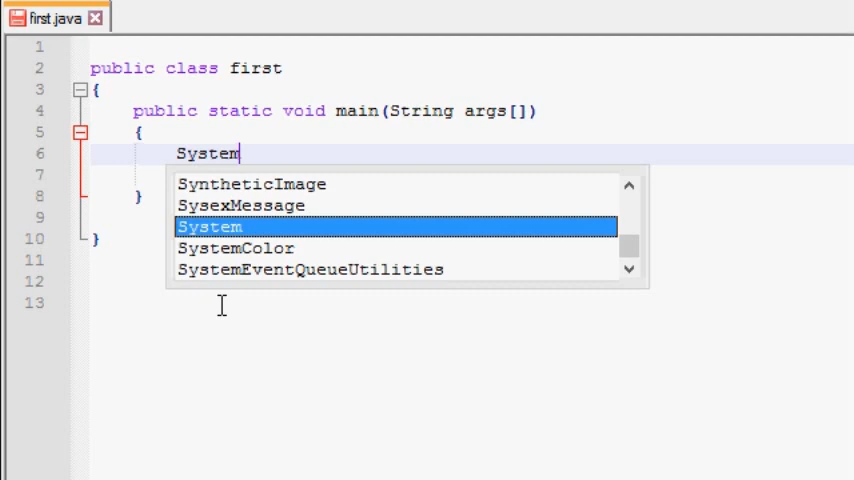 first.java
1
2 public class first
3 {
4 public static void main(String args[])
5 {
6 System
7
SyntheticImage
SysexMessage
System
SystemColor
SystemEventQueueUtilities
8 }
9
10 }
11
12
13